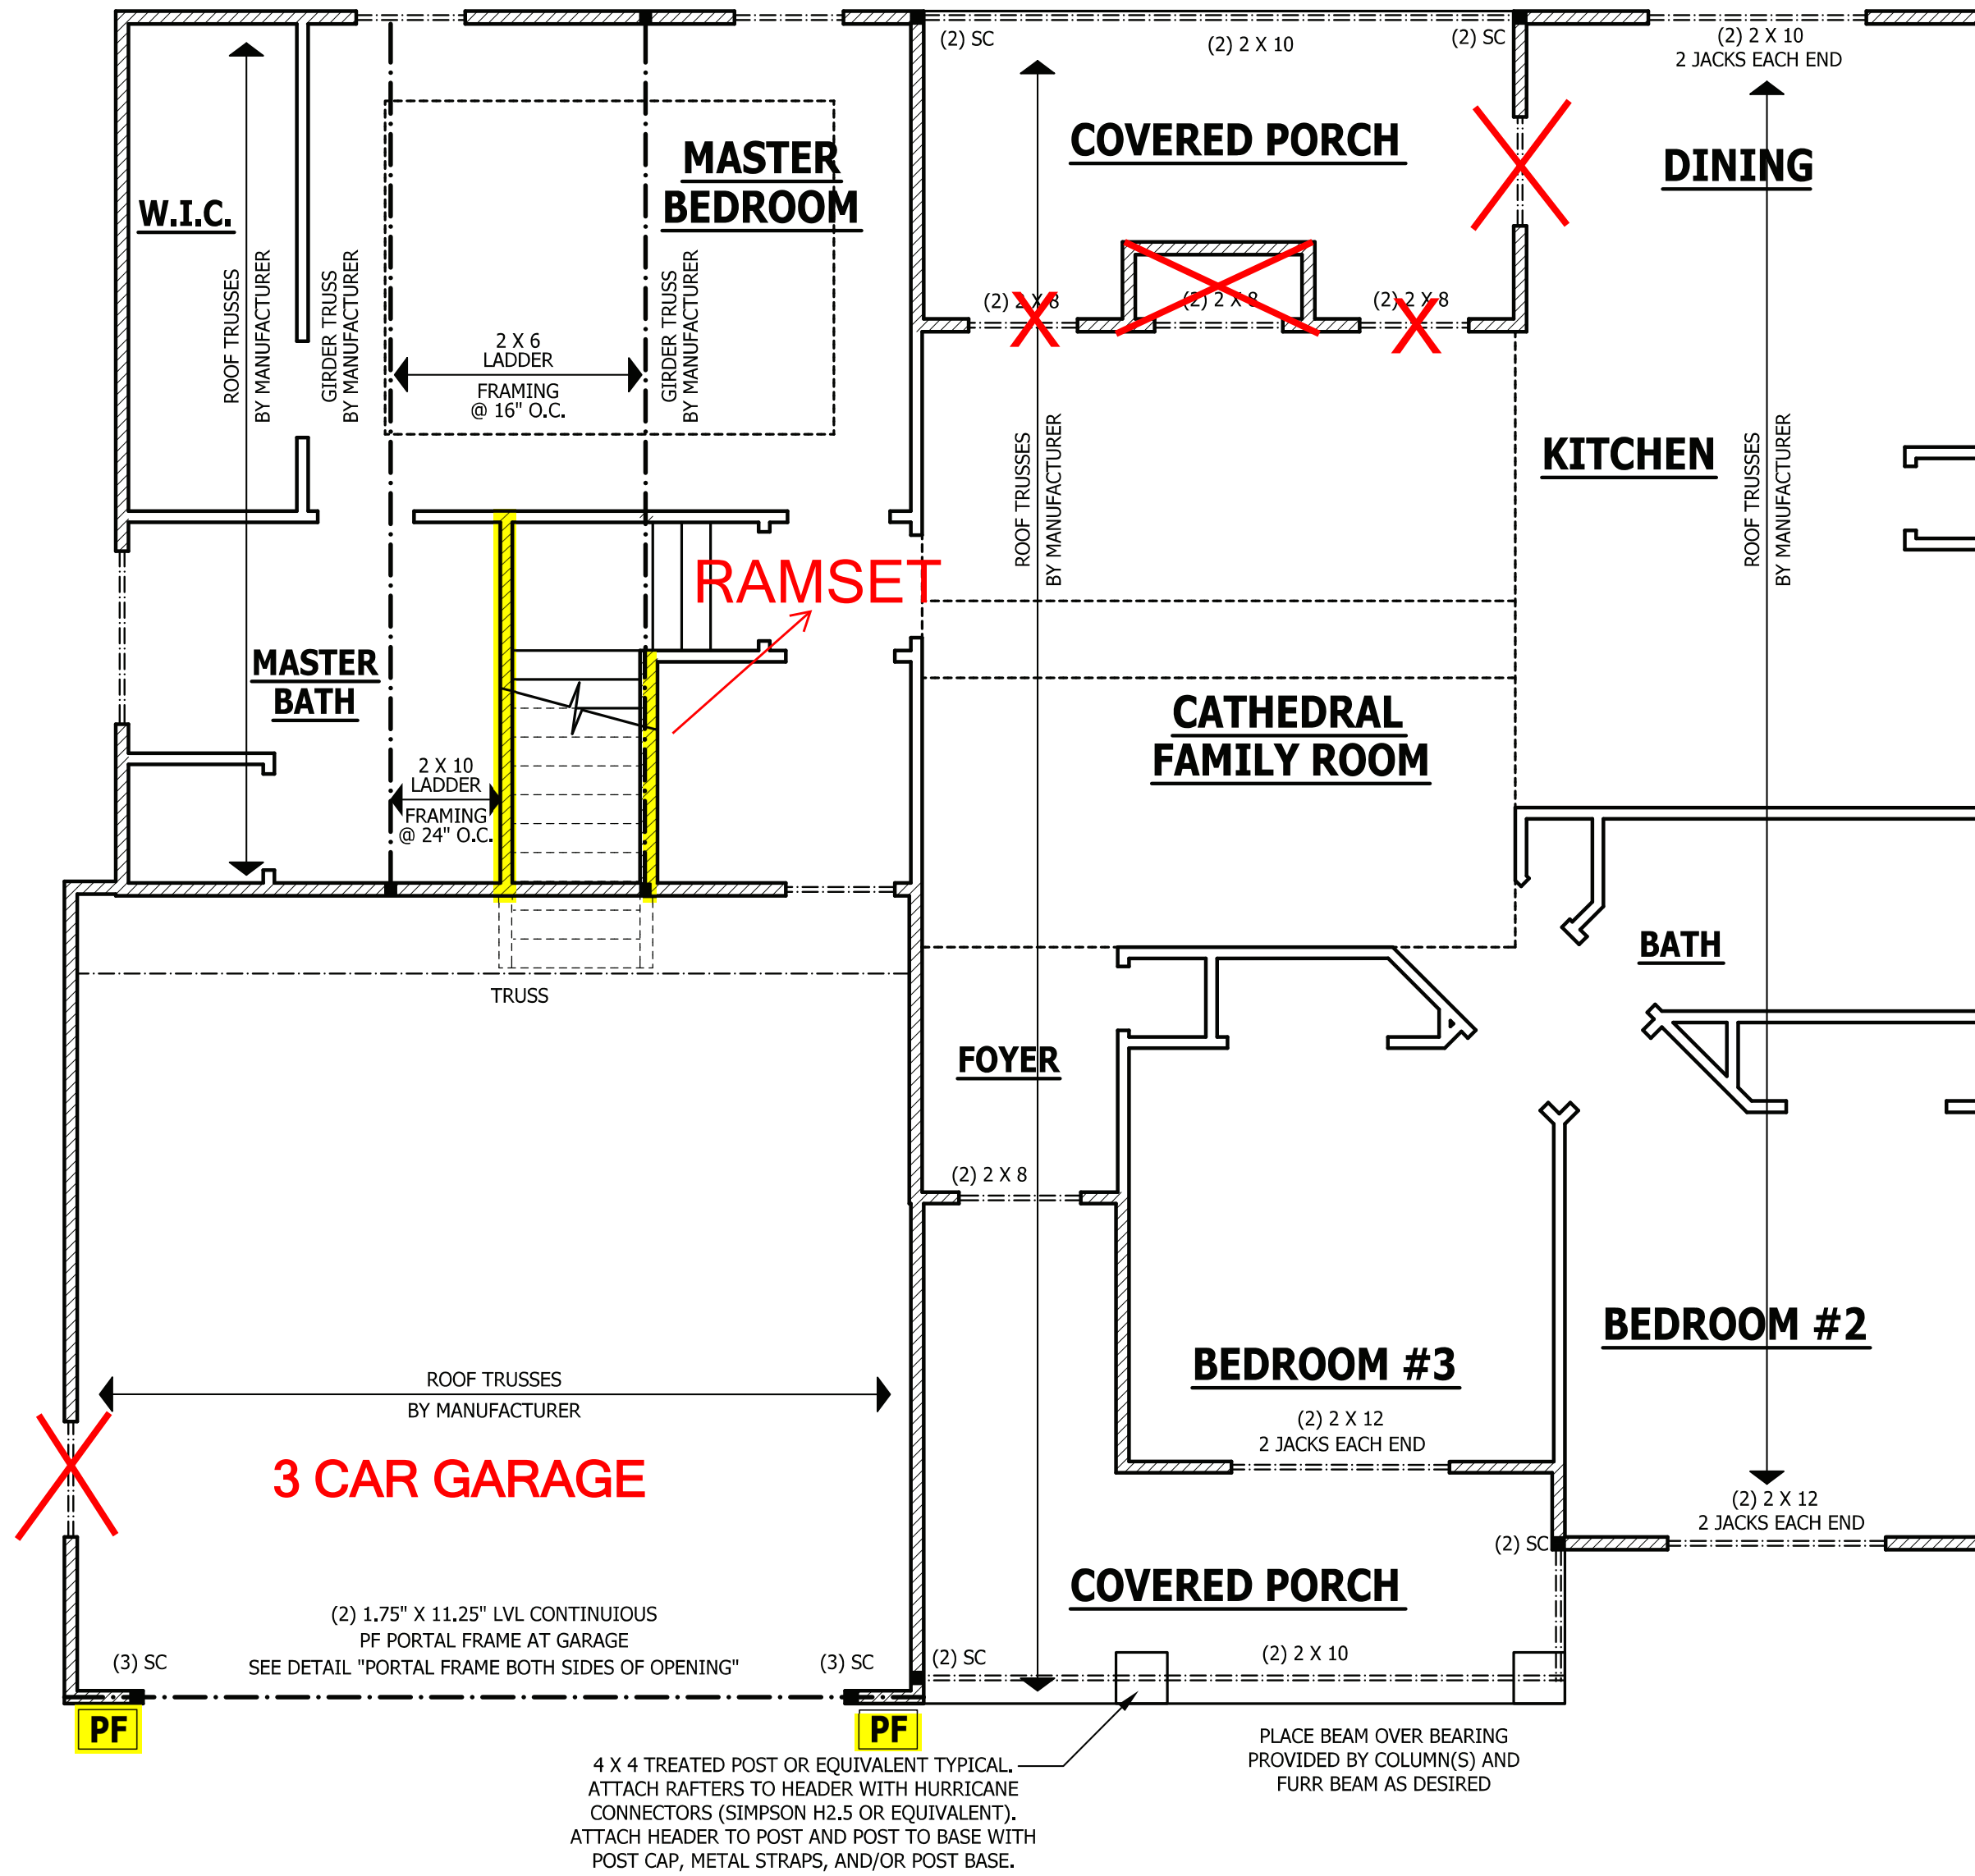 (2) SC
(2) 2 X 10
(2) SC
(2) 2 X 10
2 JACKS EACH END
COVERED PORCH
MASTER
BEDROOM
DINING
W.I.C.
ROOF TRUSSES
BY MANUFACTURER
GIRDER TRUSS
BY MANUFACTURER
GIRDER TRUSS
BY MANUFACTURER
(2) 2 X 8
(2) 2 X 8
(2) 2 X 8
2 X 6
LADDER
FRAMING
@ 16" O.C.
ROOF TRUSSES
BY MANUFACTURER
KITCHEN
ROOF TRUSSES
BY MANUFACTURER
RAMSET
MASTER
BATH
CATHEDRAL
FAMILY ROOM
2 X 10
LADDER
FRAMING
@ 24" O.C.
BATH
TRUSS
FOYER
(2) 2 X 8
BEDROOM #2
BEDROOM #3
ROOF TRUSSES
BY MANUFACTURER
(2) 2 X 12
2 JACKS EACH END
3 CAR GARAGE
(2) 2 X 12
2 JACKS EACH END
(2) SC
COVERED PORCH
(2) 1.75" X 11.25" LVL CONTINUIOUS
PF PORTAL FRAME AT GARAGE
SEE DETAIL "PORTAL FRAME BOTH SIDES OF OPENING"
(3) SC
(3) SC
(2) SC
(2) 2 X 10
PF
PF
PLACE BEAM OVER BEARING
PROVIDED BY COLUMN(S) AND
FURR BEAM AS DESIRED
4 X 4 TREATED POST OR EQUIVALENT TYPICAL.
ATTACH RAFTERS TO HEADER WITH HURRICANE
CONNECTORS (SIMPSON H2.5 OR EQUIVALENT).
ATTACH HEADER TO POST AND POST TO BASE WITH
POST CAP, METAL STRAPS, AND/OR POST BASE.